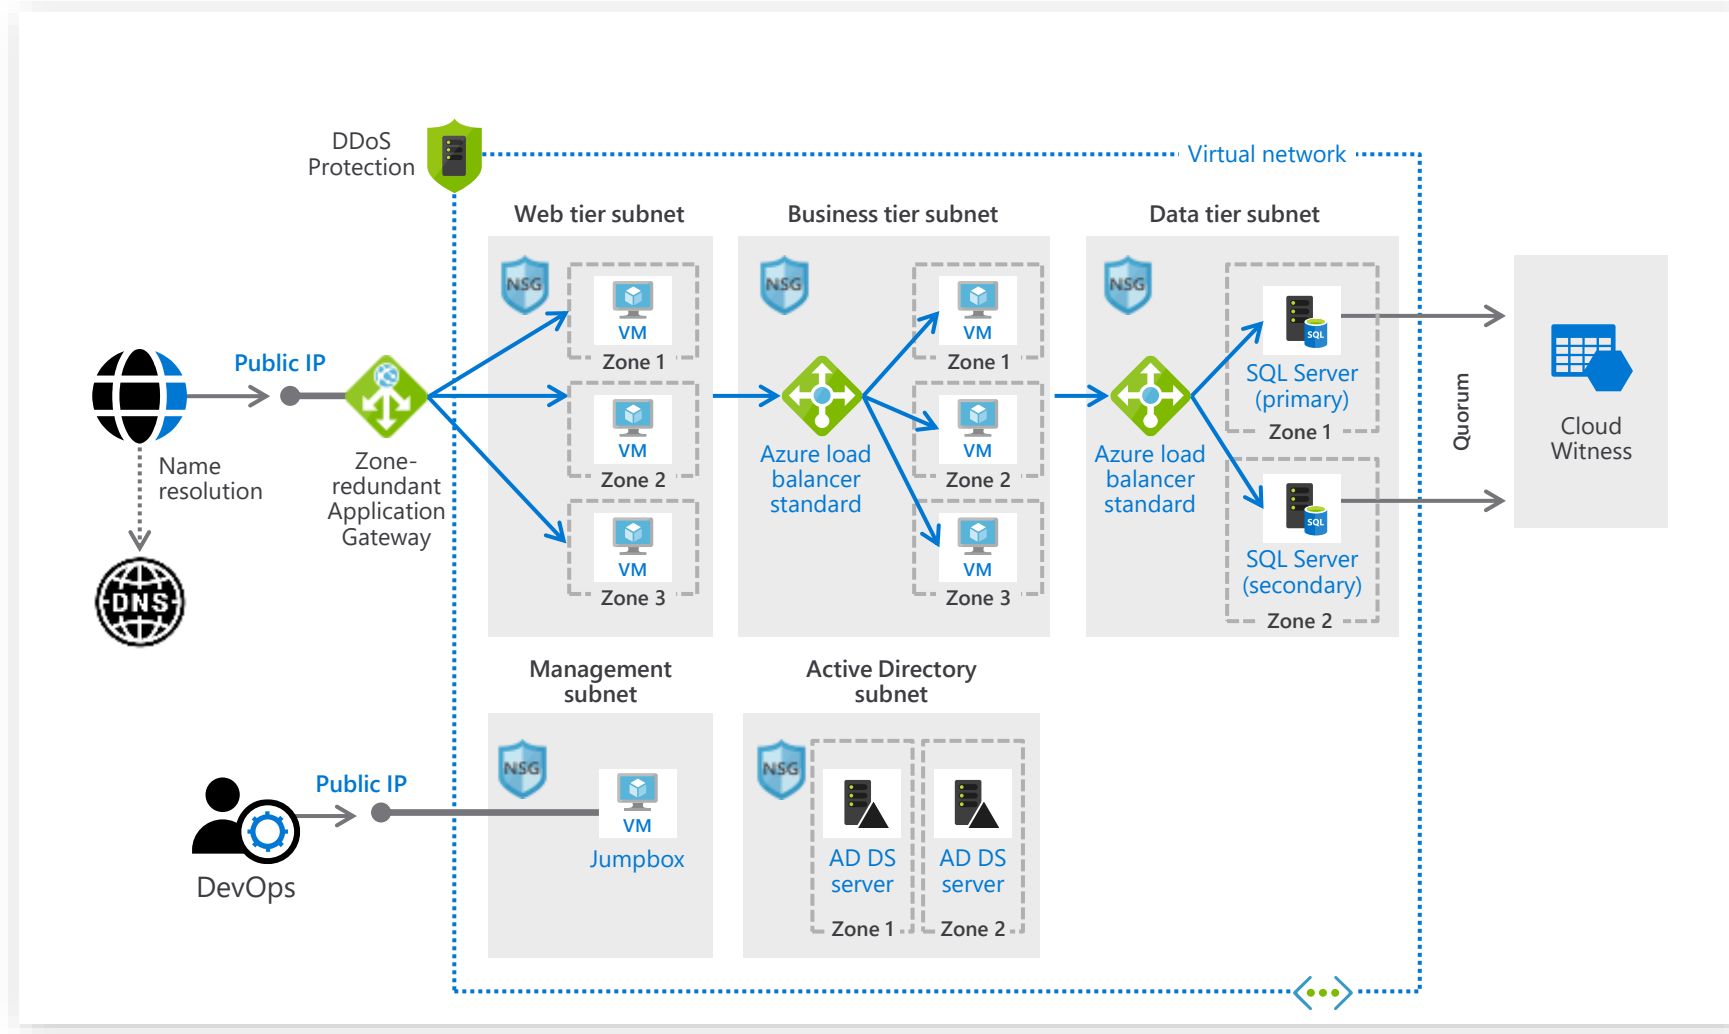 DDoS
Protection
Virtual network
Web tier subnet
Business tier subnet
Data tier subnet
NSG
VM
Zone 1
VM
Zone 2
VM
Zone 3
NSG
VM
Zone 1
VM
Zone 2
VM
Zone 3
Azure load
balancer
standard
NSG
Azure load
balancer
standard
SQL
SQL Server
(primary)
Zone 1
SQL
SQL Server
(secondary)
Zone 2
Quorum
Cloud
Witness
Public IP
Name
resolution
DNS
Zone-
redundant
Application
Gateway
Management
subnet
Active Directory
subnet
NSG
VM
Jumpbox
NSG
AD DS
server
Zone 1
AD DS
server
Zone 2
Public IP
DevOps